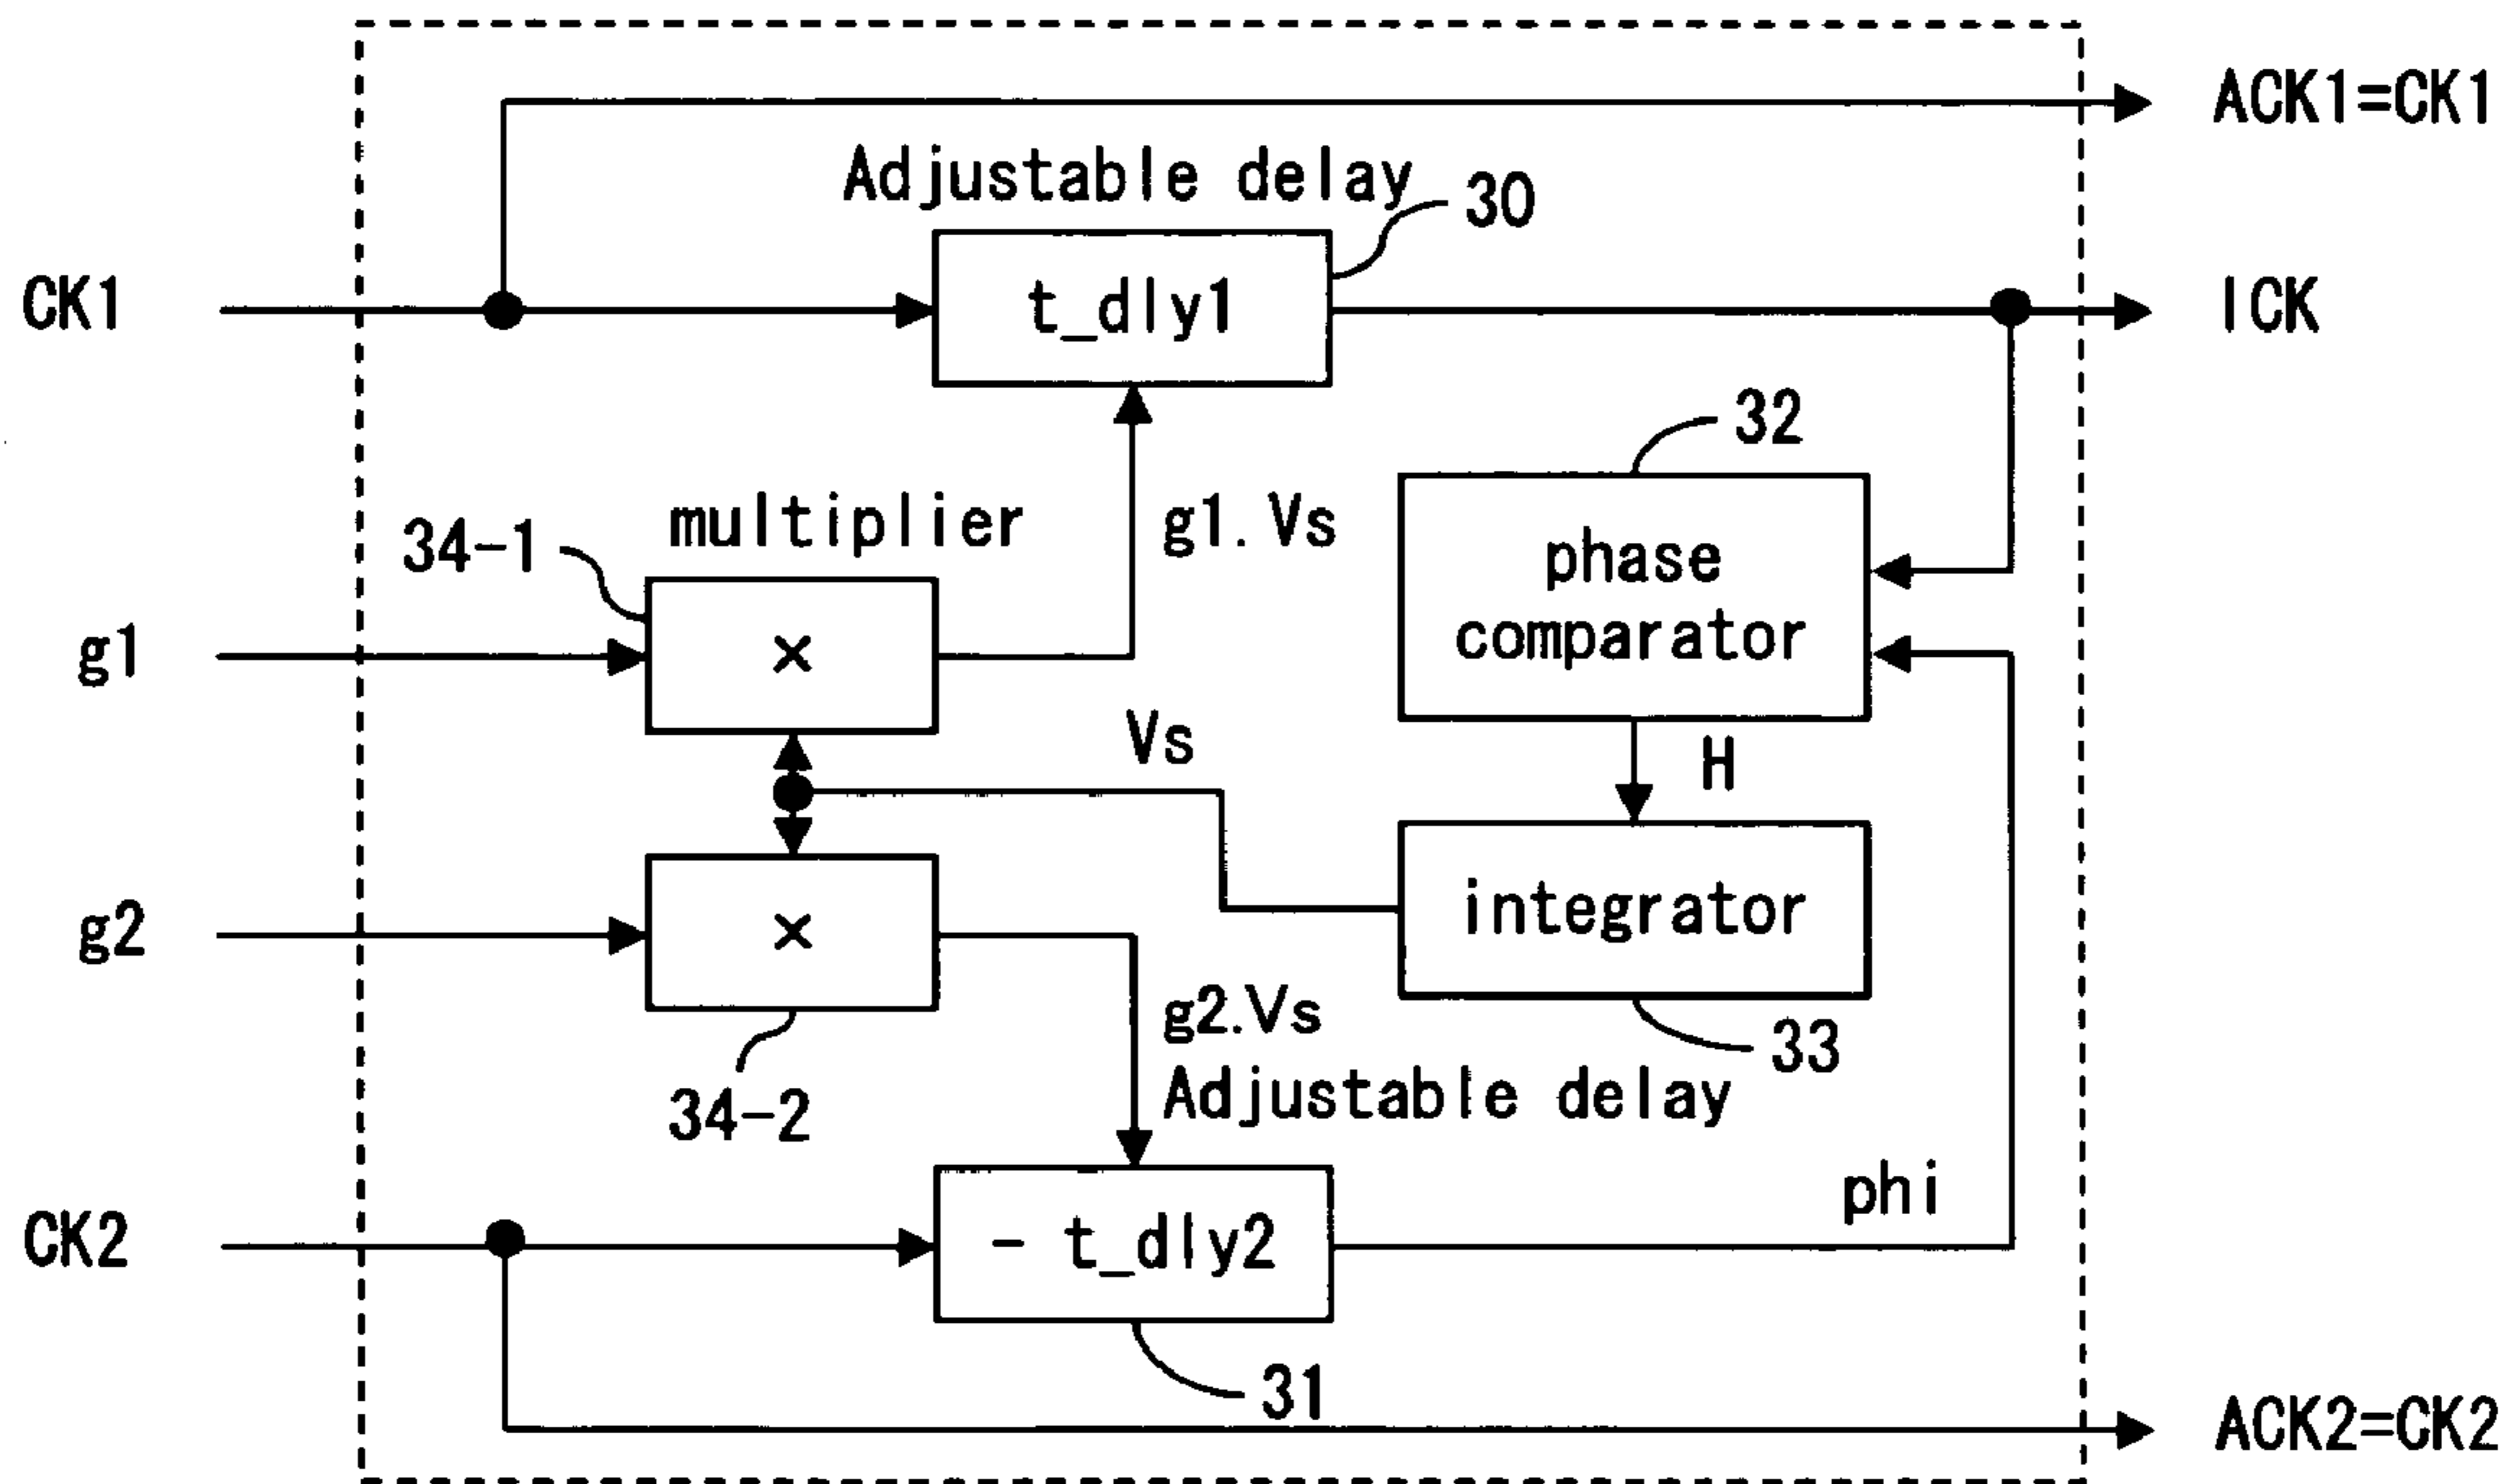 ACK1=CK1
Adjustable delay
30
CK1
t_dly1
ICK
32
34-1
multiplier
g1.Vs
phase
comparator
g1
×
Vs
H
g2
×
integrator
g2.Vs
33
34-2
Adjustable delay
phi
CK2
- t_dly2
31
ACK2=CK2